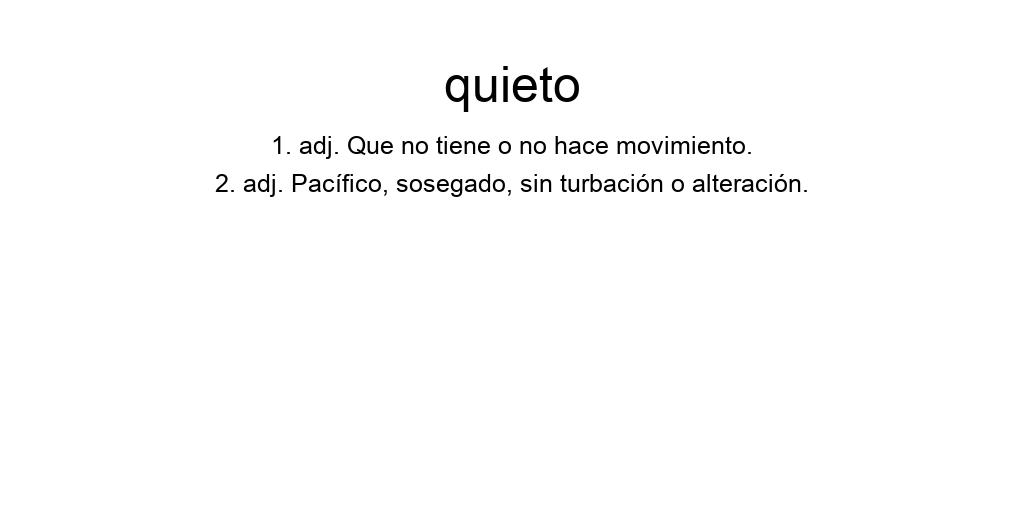 quieto
1. adj. Que no tiene o no hace movimiento.
2. adj. Pacífico, sosegado, sin turbación o alteración.